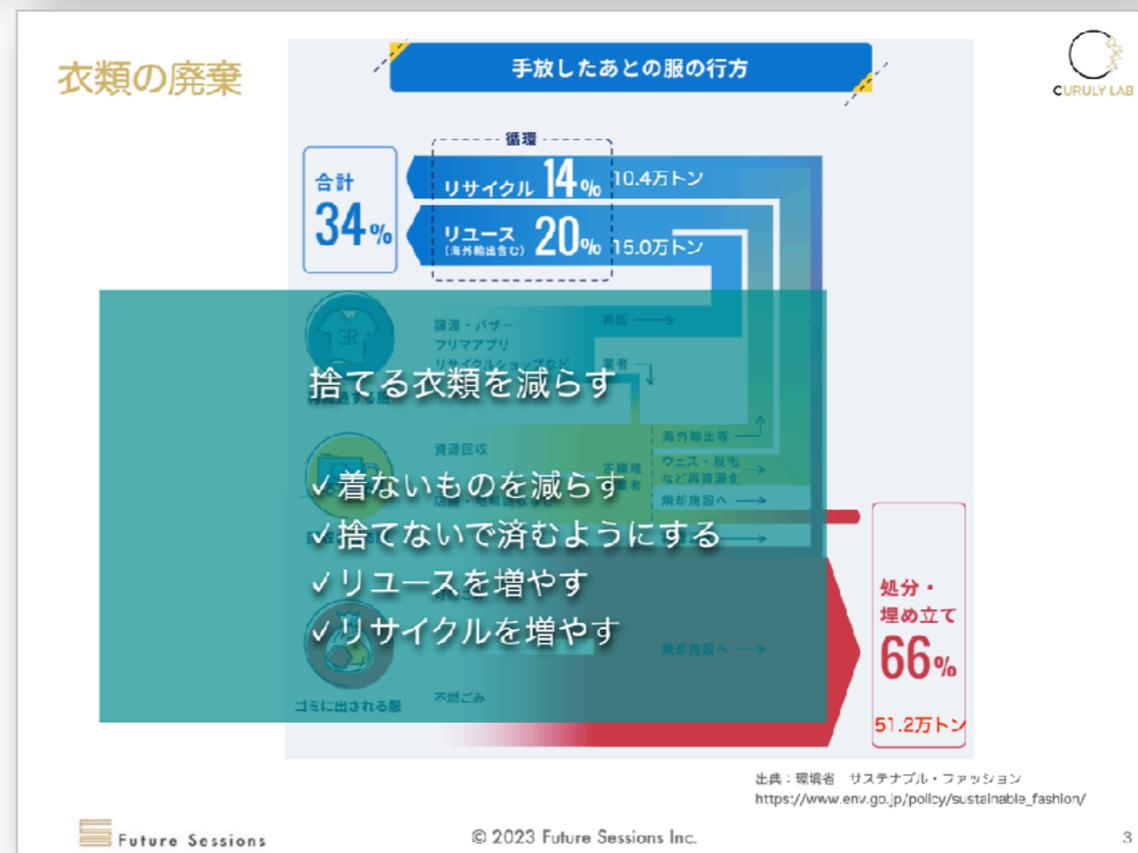 衣類の廃棄
手放したあとの服の行方
CURULY LAB
循環
合計
34%
リサイクル 14% 10.4万トン
リユース 20% 15.0万トン
(海外輸出含む)
譲渡・バザー
フリマアプリ
リサイクルショップなど
再販
業者
捨てる衣類を減らす
資源回収
海外輸出等
ウエス・反毛
など再資源化
焼却施設へ
✓着ないものを減らす
✓捨てないで済むようにする
✓リユースを増やす
✓リサイクルを増やす
焼却施設へ
不燃ごみ
ゴミに出される服
処分・
埋め立て
66%
51.2万トン
出典：環境省 サステナブル・ファッション
https://www.env.go.jp/policy/sustainable_fashion/
Future Sessions
© 2023 Future Sessions Inc.
3